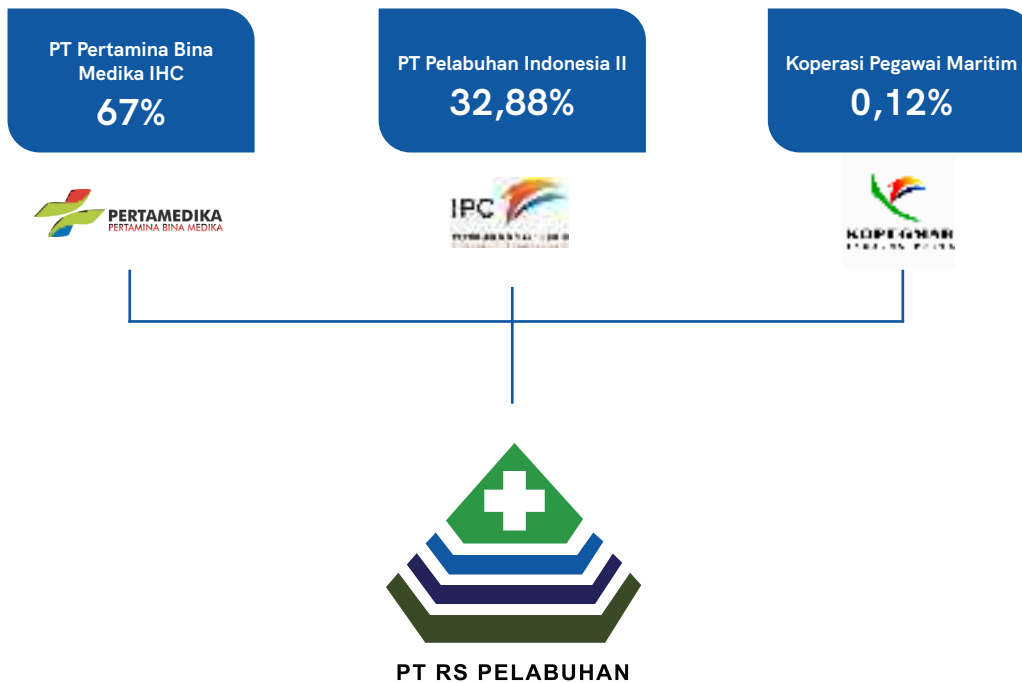 PT Pertamina Bina
Medika IHC
67%
PT Pelabuhan Indonesia II
32,88%
Koperasi Pegawai Maritim
0,12%
PERTAMEDIKA
PERTAMINA BINA MEDIKA
IPC
KOPEGMAR
PT RS PELABUHAN